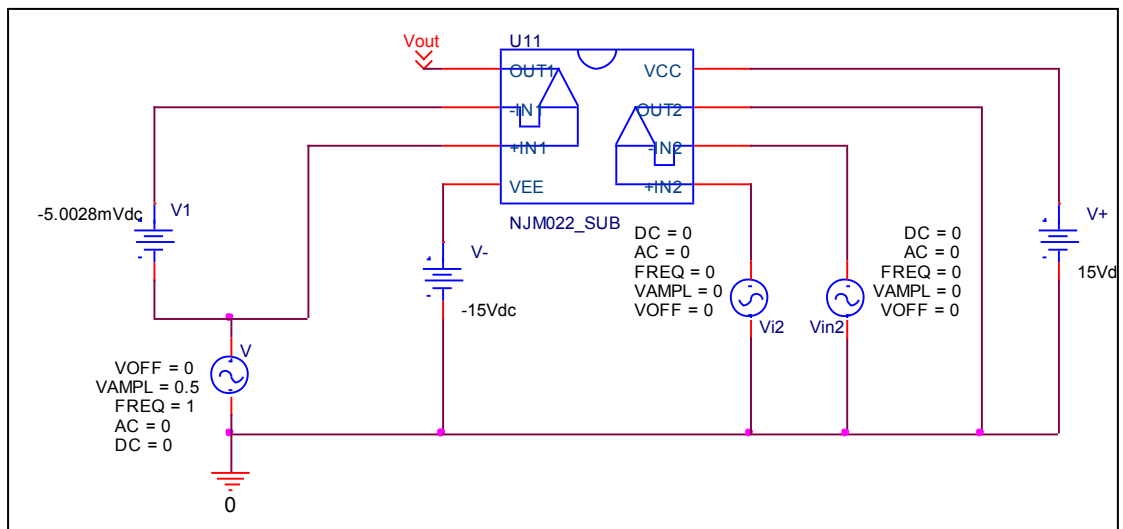 Vout
U11
OUT1
-IN1
+IN1
VEE
VCC
OUT2
-IN2
+IN2
NJM022_SUB
-5.0028mVdc
V1
V-
-15Vdc
DC = 0
AC = 0
FREQ = 0
VAMPL = 0
VOFF = 0
Vi2
DC = 0
AC = 0
FREQ = 0
VAMPL = 0
VOFF = 0
Vin2
V+
15Vd
V
VOFF = 0
VAMPL = 0.5
FREQ = 1
AC = 0
DC = 0
0